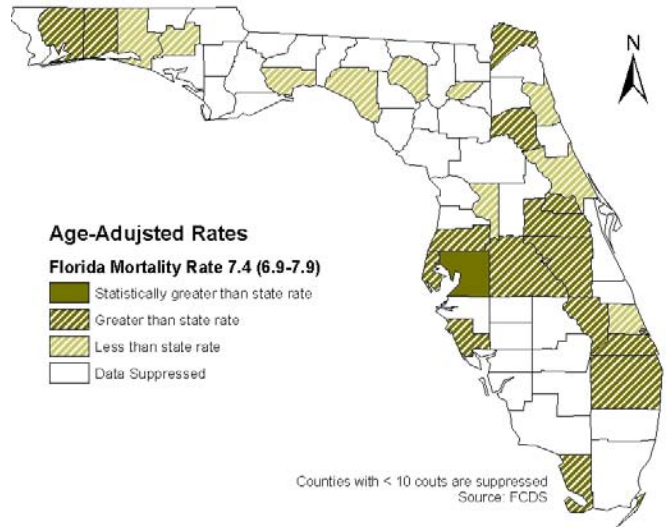 N
Age-Adujsted Rates
Florida Mortality Rate 7.4 (6.9-7.9)
Statistically greater than state rate
Greater than state rate
Less than state rate
Data Suppressed
Counties with < 10 couts are suppressed
Source: FCDS